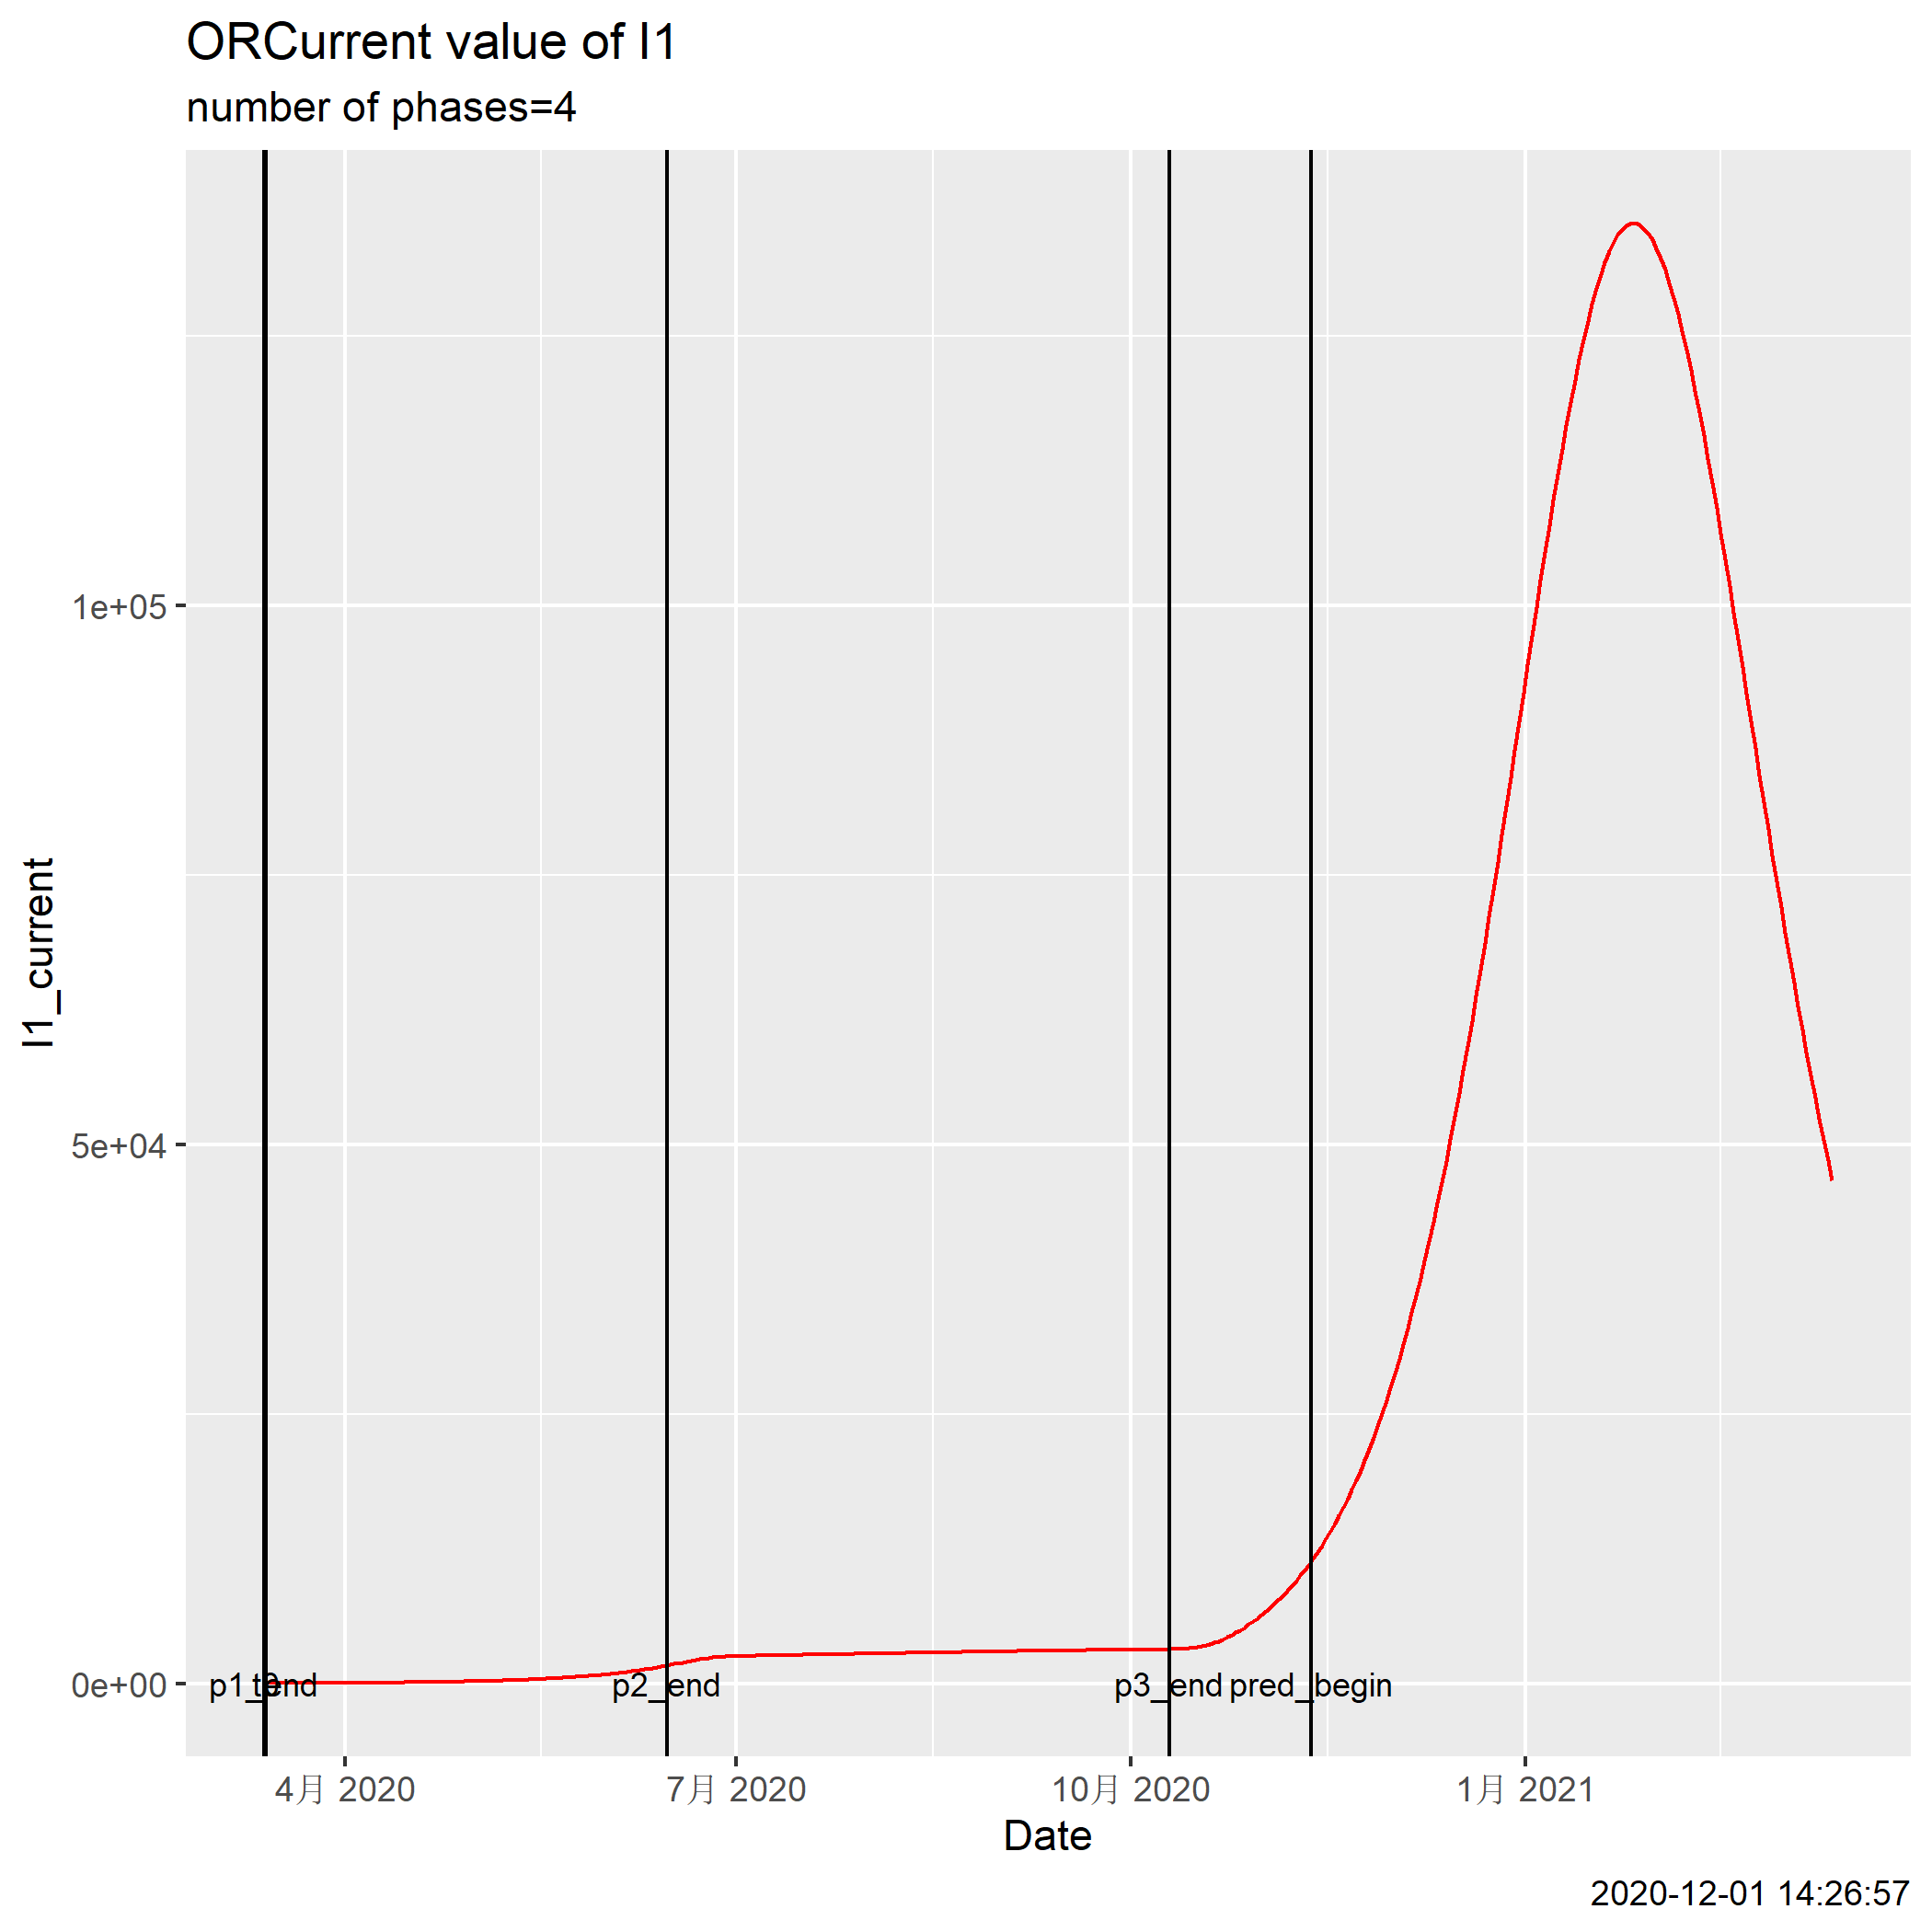 ORCurrent value of I1
number of phases=4
I1_current
1e+05
5e+04
0e+00
p1_end
p2_end
p3_end
pred_begin
4月 2020
7月 2020
10月 2020
1月 2021
Date
2020-12-01 14:26:57